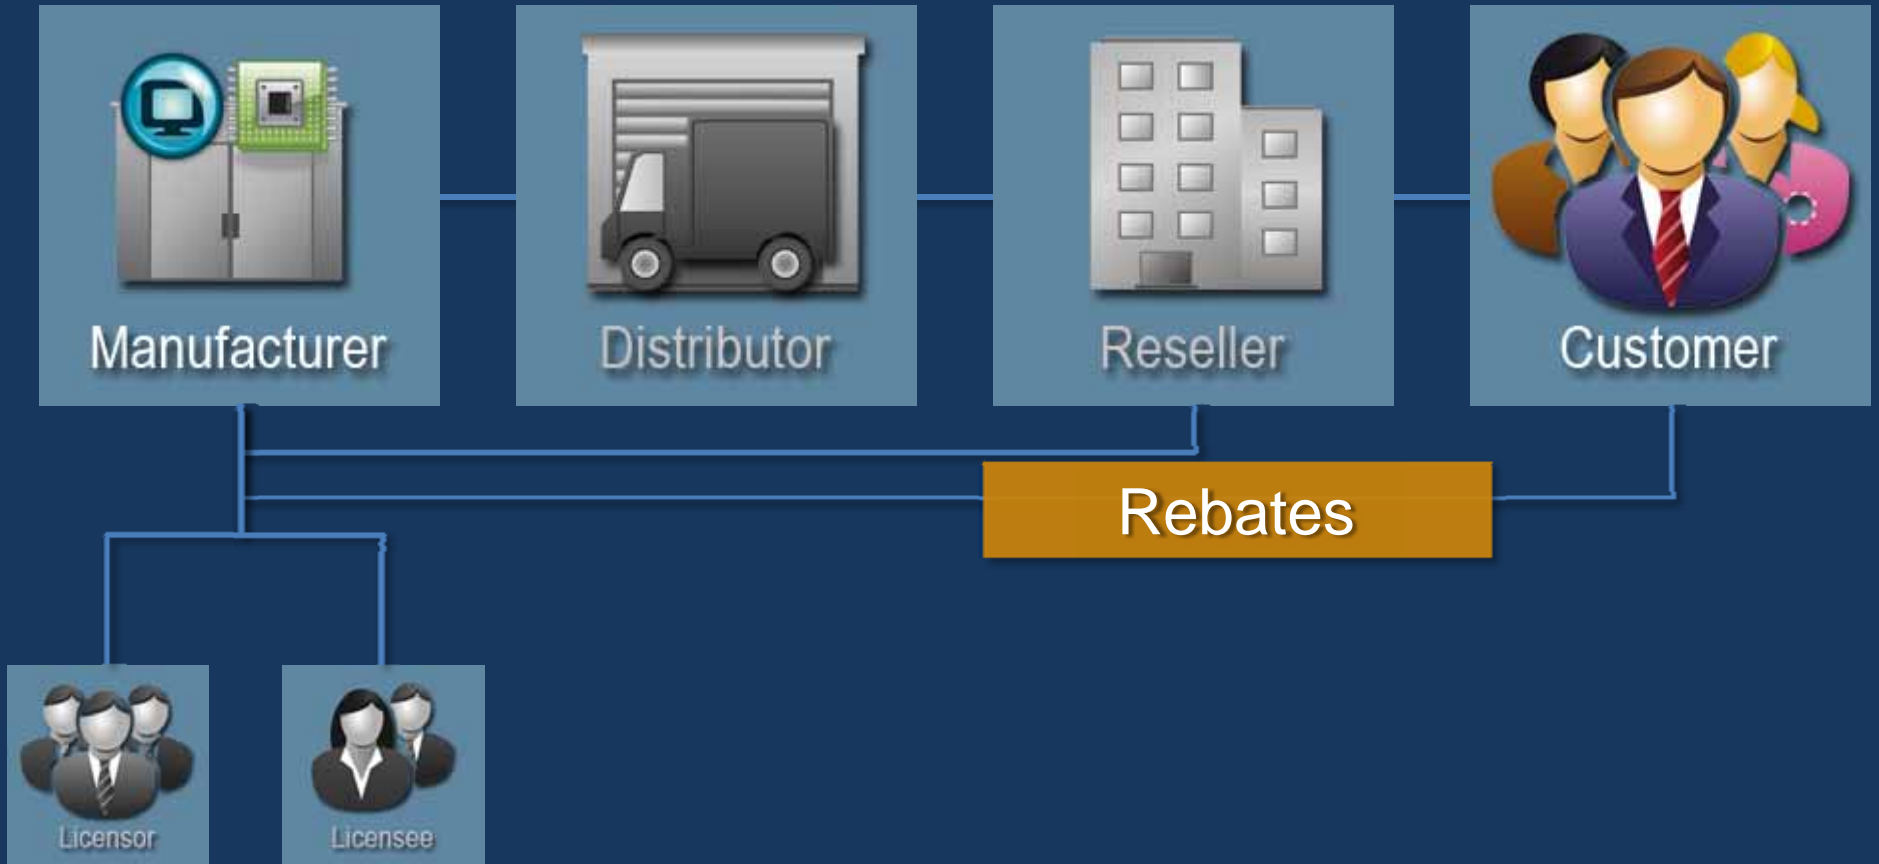 Manufacturer
Distributor
Reseller
Customer
Rebates
Licensor
Licensee